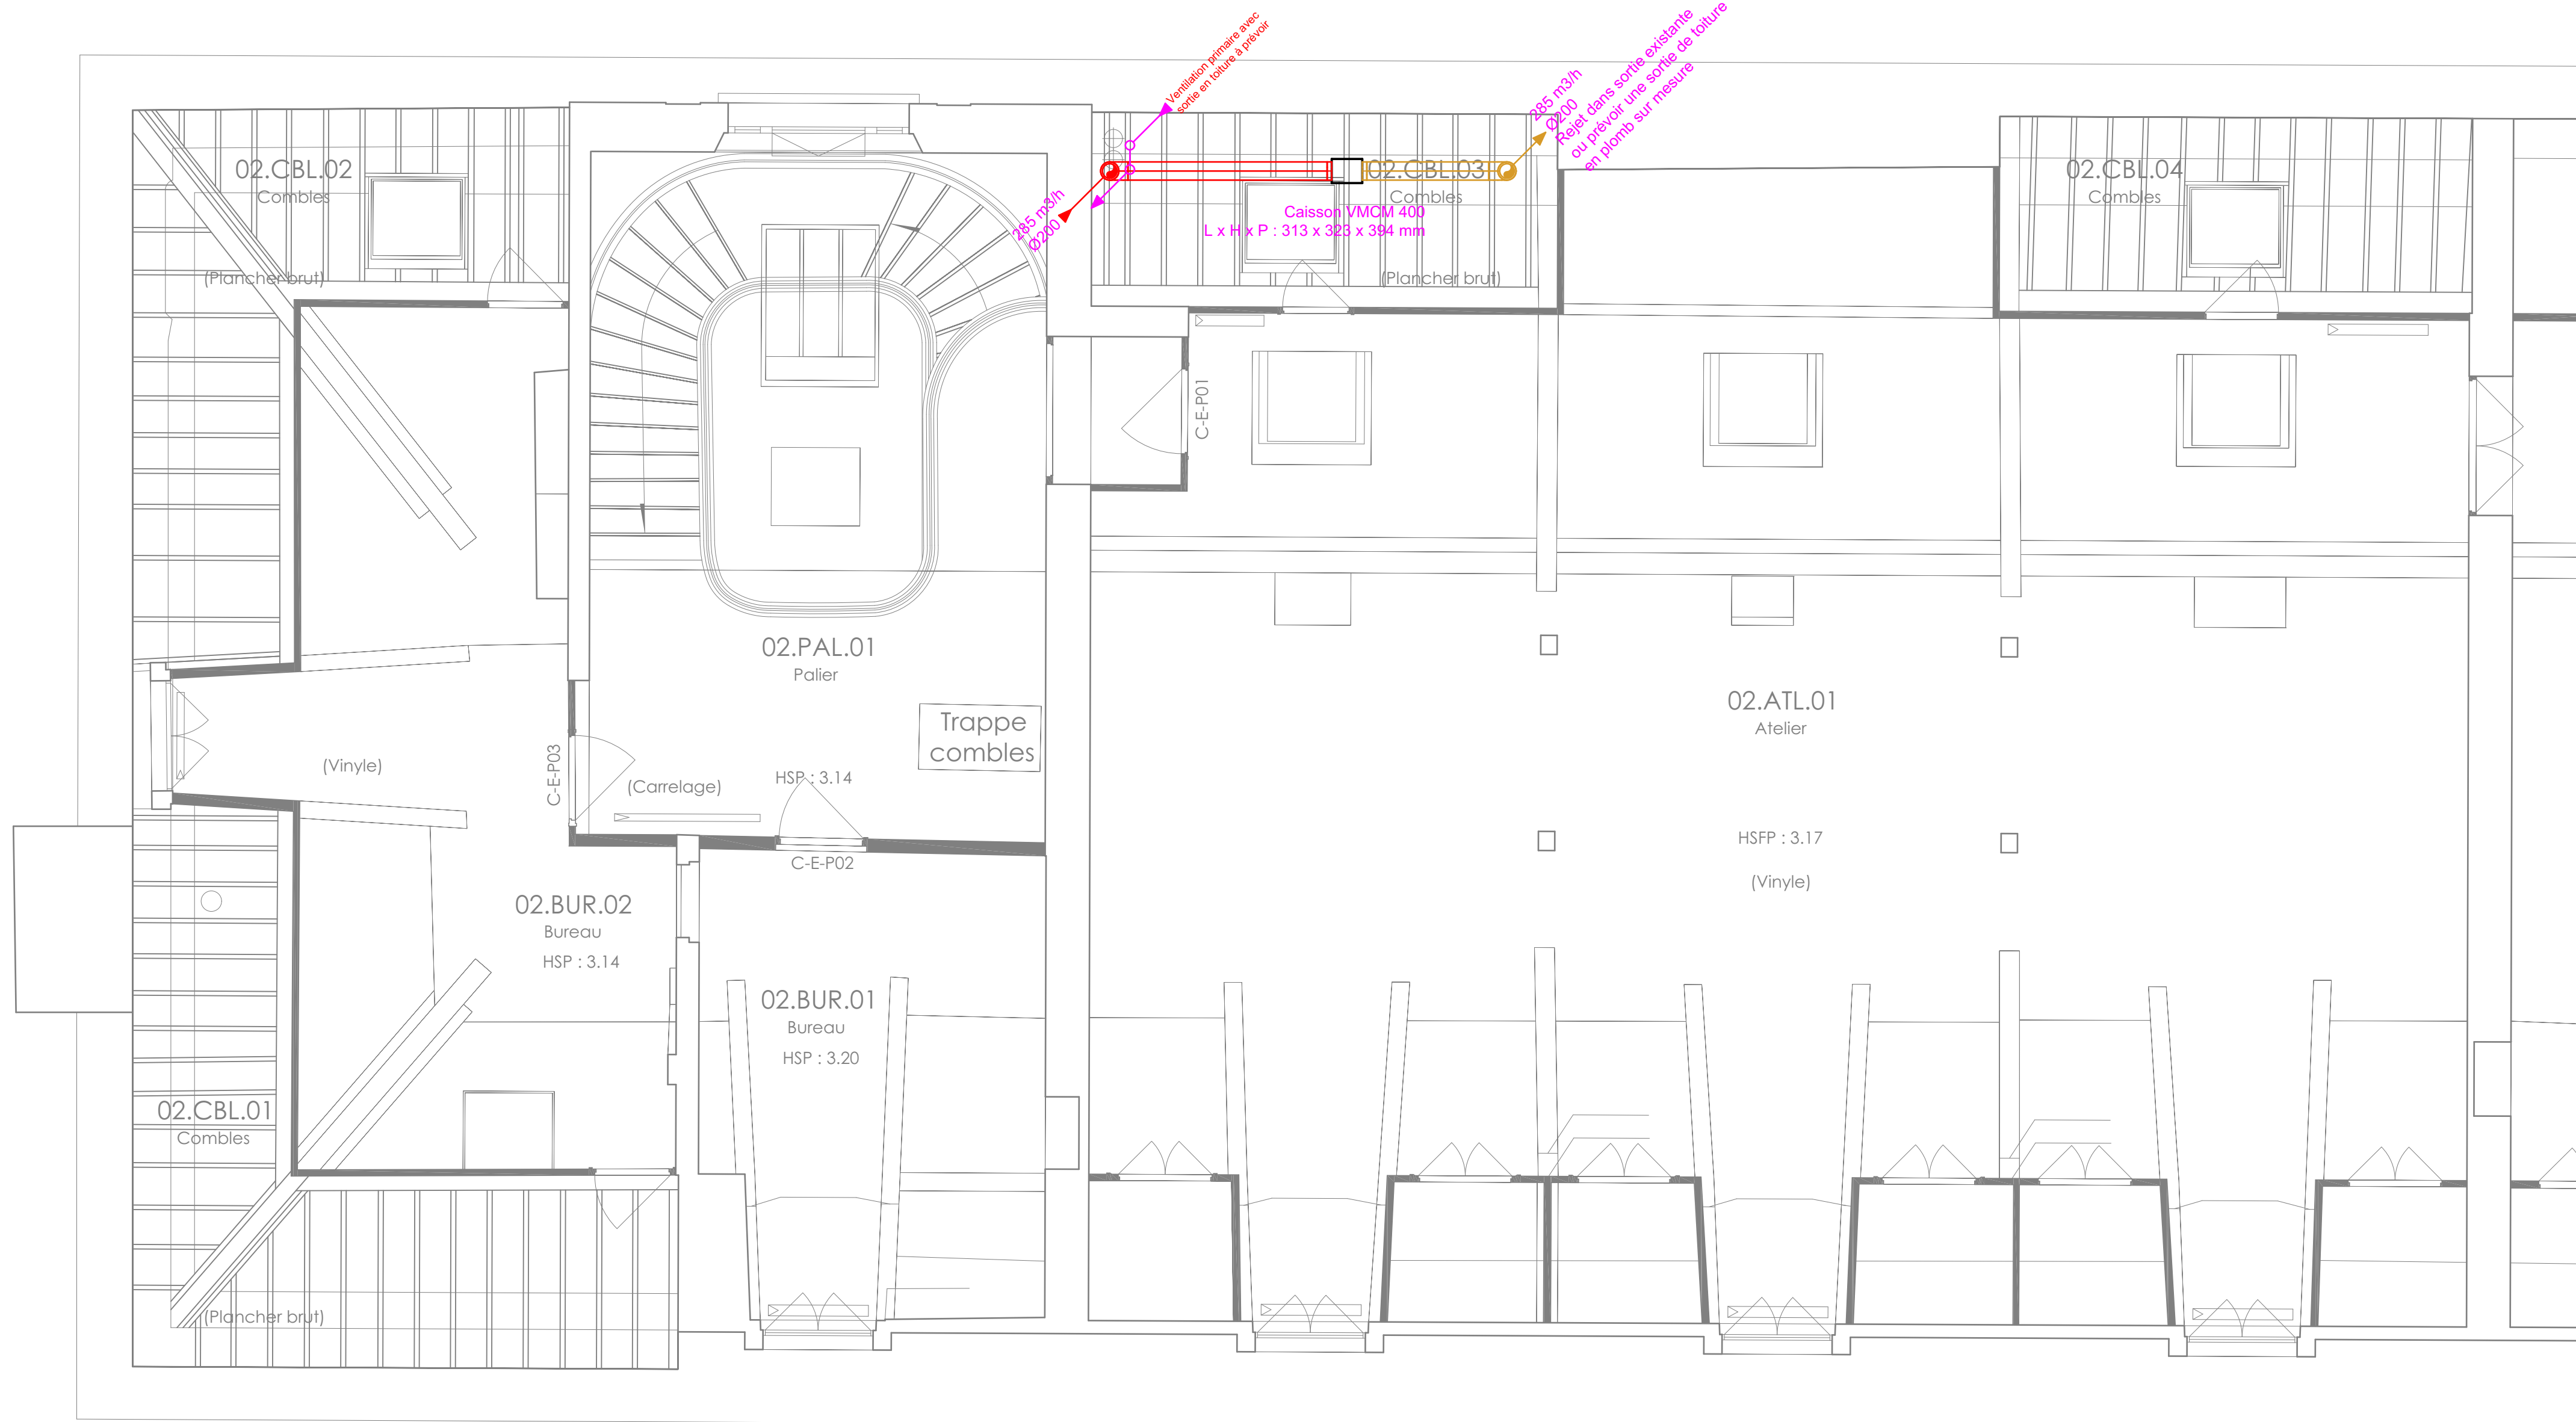 Ventilation primaire avec
sortie en toiture à prévoir
285 m3/h
Ø200
Rejet dans sortie existante
ou prévoir une sortie de toiture
en plomb sur mesure
02.CBL.02
Combles
(Plancher brut)
285 m3/h
Ø200
02.CBL.03
Combles
Caisson VMCM 400
L x H x P : 313 x 323 x 394 mm
(Plancher brut)
02.CBL.04
Combles
C-E-P01
02.PAL.01
Palier
Trappe
combles
HSP : 3.14
(Carrelage)
C-E-P03
(Vinyle)
C-E-P02
02.ATL.01
Atelier
HSFP : 3.17
(Vinyle)
02.BUR.02
Bureau
HSP : 3.14
02.BUR.01
Bureau
HSP : 3.20
02.CBL.01
Combles
(Plancher brut)